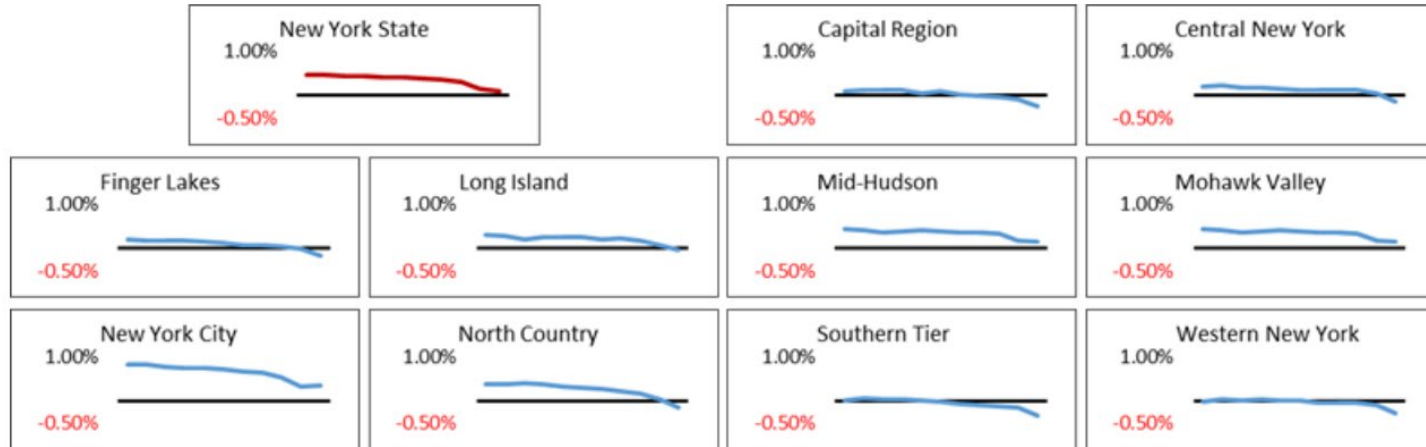 New York State
1.00%
-0.50%
Capital Region
1.00%
-0.50%
Central New York
1.00%
-0.50%
Finger Lakes
1.00%
-0.50%
Long Island
1.00%
-0.50%
Mid-Hudson
1.00%
-0.50%
Mohawk Valley
1.00%
-0.50%
New York City
1.00%
-0.50%
North Country
1.00%
-0.50%
Southern Tier
1.00%
-0.50%
Western New York
1.00%
-0.50%